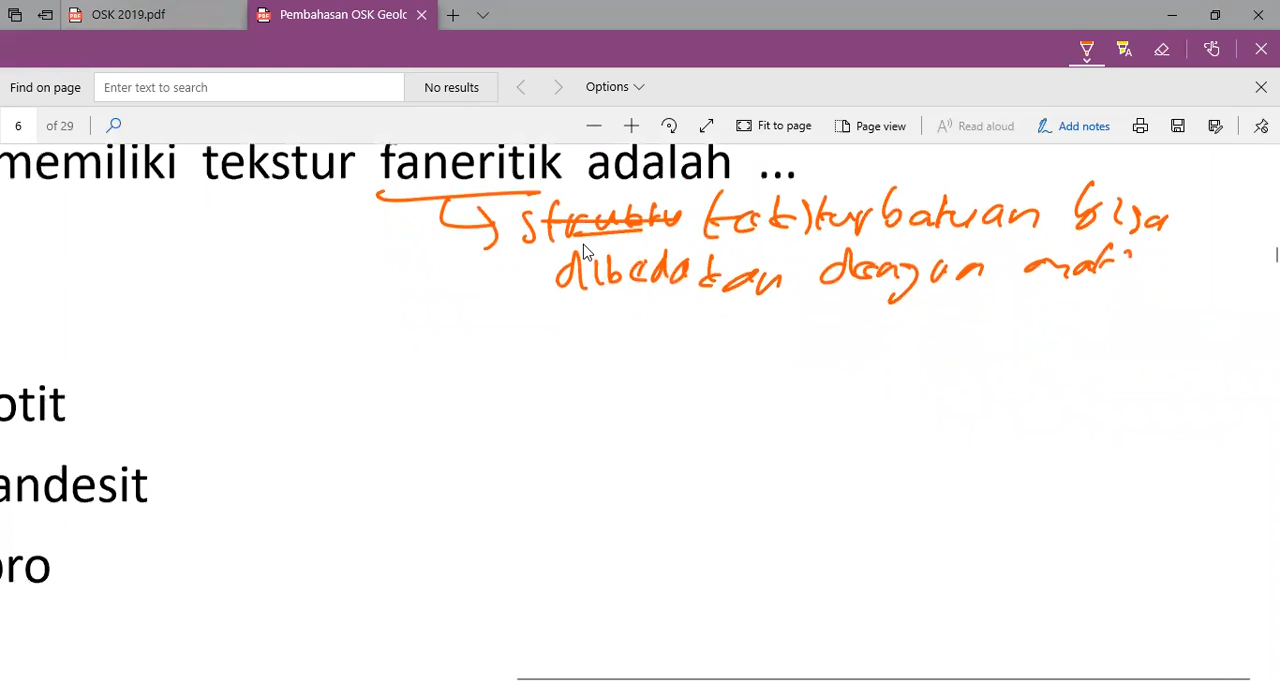 OSK 2019.pdf
Pembahasan OSK Geolo
Find on page
Enter text to search
No results
Options
6
of 29
Fit to page
Page view
Read aloud
Add notes
memiliki tekstur faneritik adalah ...
struktu (tekstur) batuan bisa
dibedakan dengan mata
otit
andesit
oro